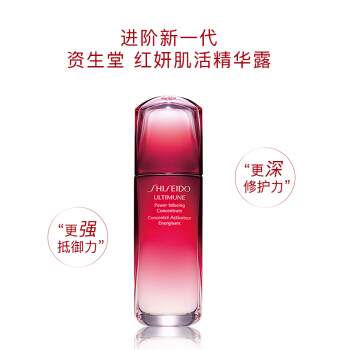 进阶新一代
资生堂 红妍肌活精华露
“更深
修护力”
“更强
抵御力”
SHISEIDO
ULTIMUNE
Power Infusing
Concentrate
Concentré Activateur
Energisant